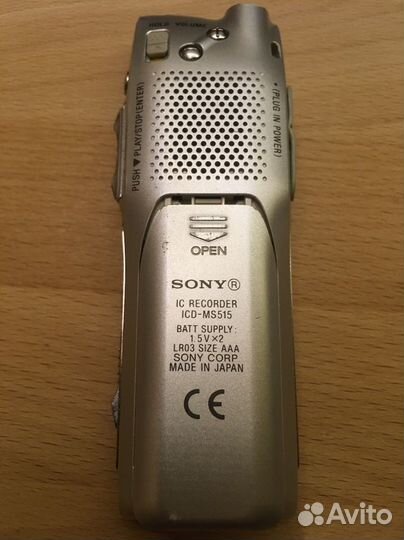 HOLD VOLUME
PUSH ▼ PLAY/STOP(ENTER)
•(PLUG IN POWER)
OPEN
SONY®
IC RECORDER
ICD-MS515
BATT SUPPLY:
1.5V×2
LR03 SIZE AAA
SONY CORP
MADE IN JAPAN
CE
Avito